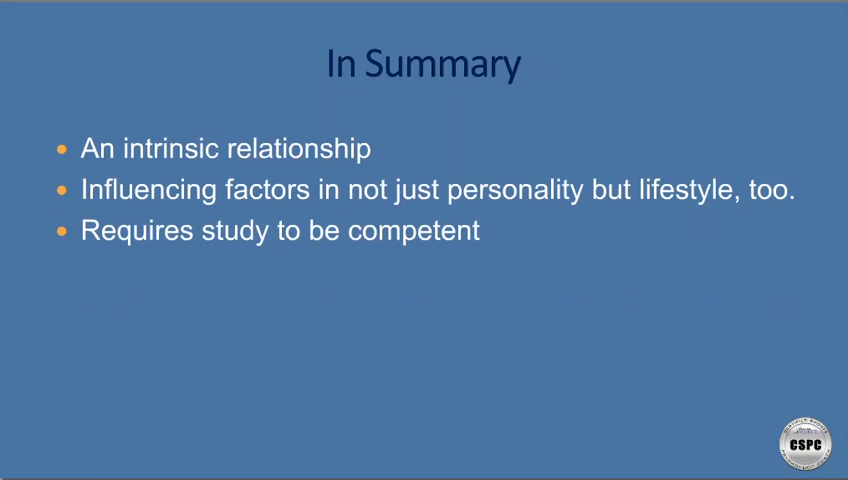 In Summary
An intrinsic relationship
Influencing factors in not just personality but lifestyle, too.
Requires study to be competent
CSPC